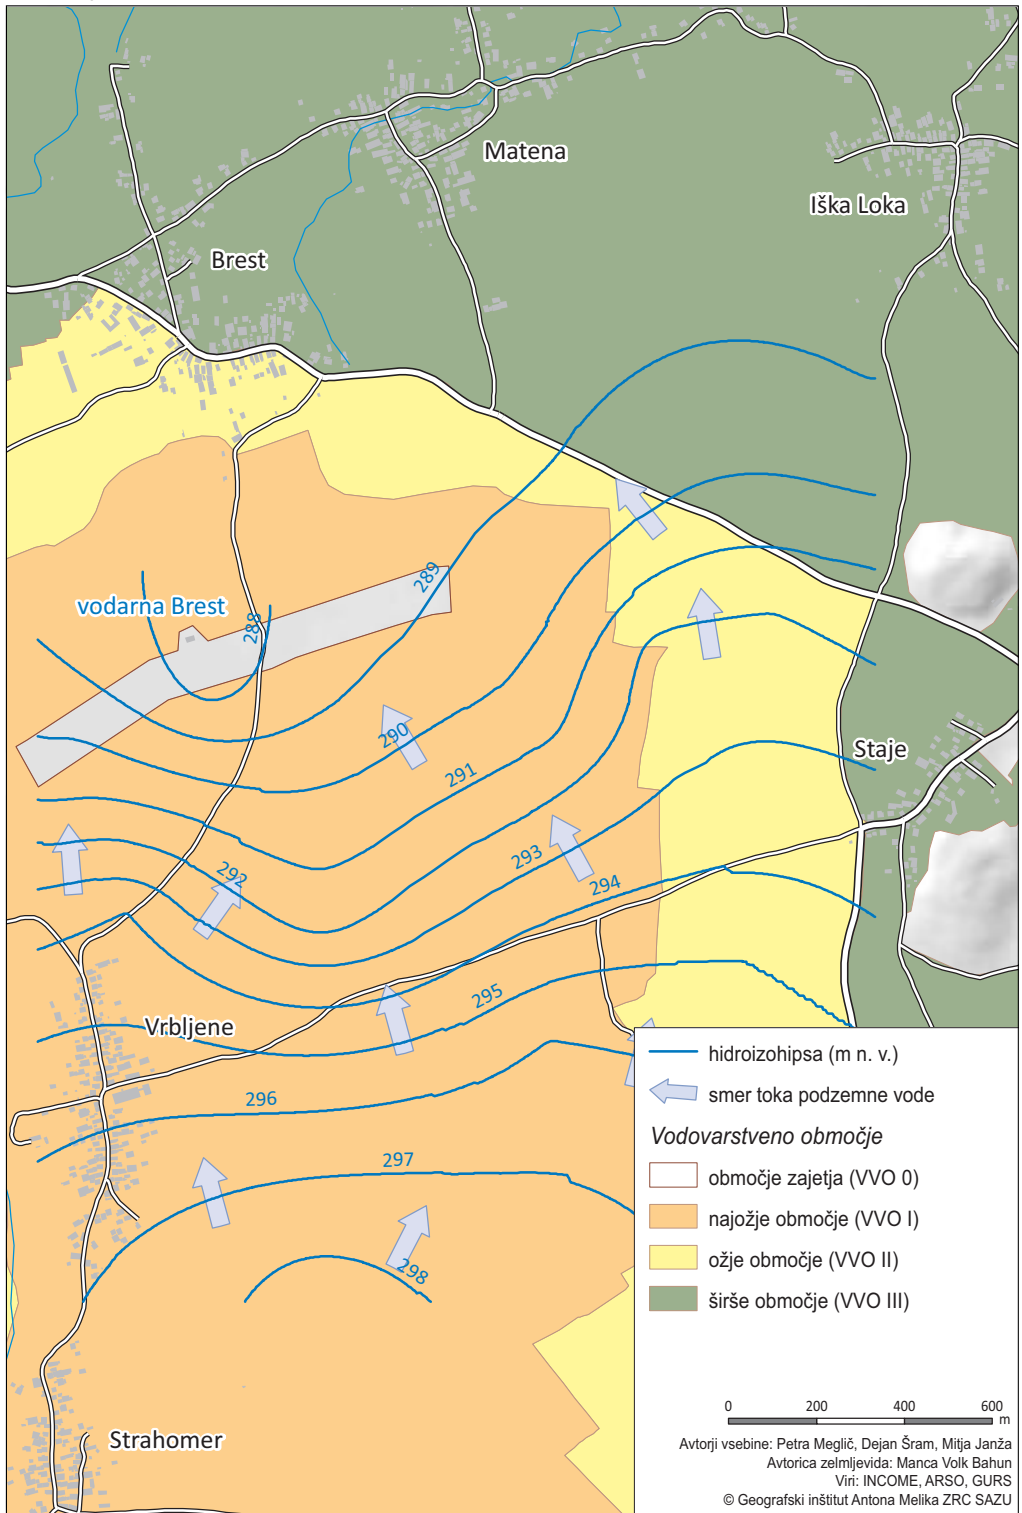 Matena
Iška Loka
Brest
289
vodarna Brest
288
290
Staje
291
292
293
294
295
Vrbljene
296
297
298
Strahomer
hidroizohipsa (m n. v.)
smer toka podzemne vode
Vodovarstveno območje
območje zajetja (VVO 0)
najožje območje (VVO I)
ožje območje (VVO II)
širše območje (VVO III)
0 200 400 600
m
Avtorji vsebine: Petra Meglič, Dejan Šram, Mitja Janža
Avtorica zelmljevida: Manca Volk Bahun
Viri: INCOME, ARSO, GURS
© Geografski inštitut Antona Melika ZRC SAZU